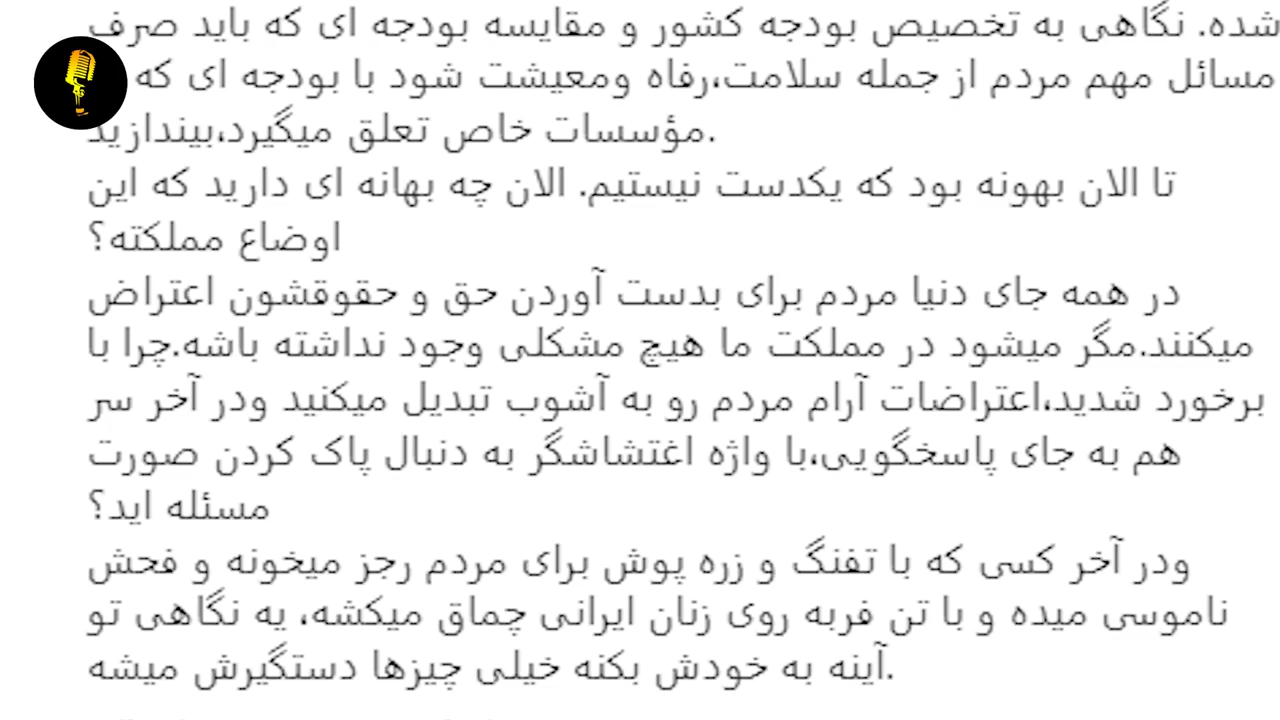 شده. نگاهی به تخصیص بودجه کشور و مقایسه بودجه ای که باید صرف
مسائل مهم مردم از جمله سلامت،رفاه ومعیشت شود با بودجه ای که
مؤسسات خاص تعلق میگیرد،بیندازید.
تا الان بهونه بود که یکدست نیستیم. الان چه بهانه ای دارید که این
اوضاع مملکته؟
در همه جای دنیا مردم برای بدست آوردن حق و حقوقشون اعتراض
میکنند.مگر میشود در مملکت ما هیچ مشکلی وجود نداشته باشه.چرا با
برخورد شدید،اعتراضات آرام مردم رو به آشوب تبدیل میکنید ودر آخر سر
هم به جای پاسخگویی،با واژه اغتشاشگر به دنبال پاک کردن صورت
مسئله اید؟
ودر آخر کسی که با تفنگ و زره پوش برای مردم رجز میخونه و فحش
ناموسی میده و با تن فربه روی زنان ایرانی چماق میکشه، یه نگاهی تو
آینه به خودش بکنه خیلی چیزها دستگیرش میشه.